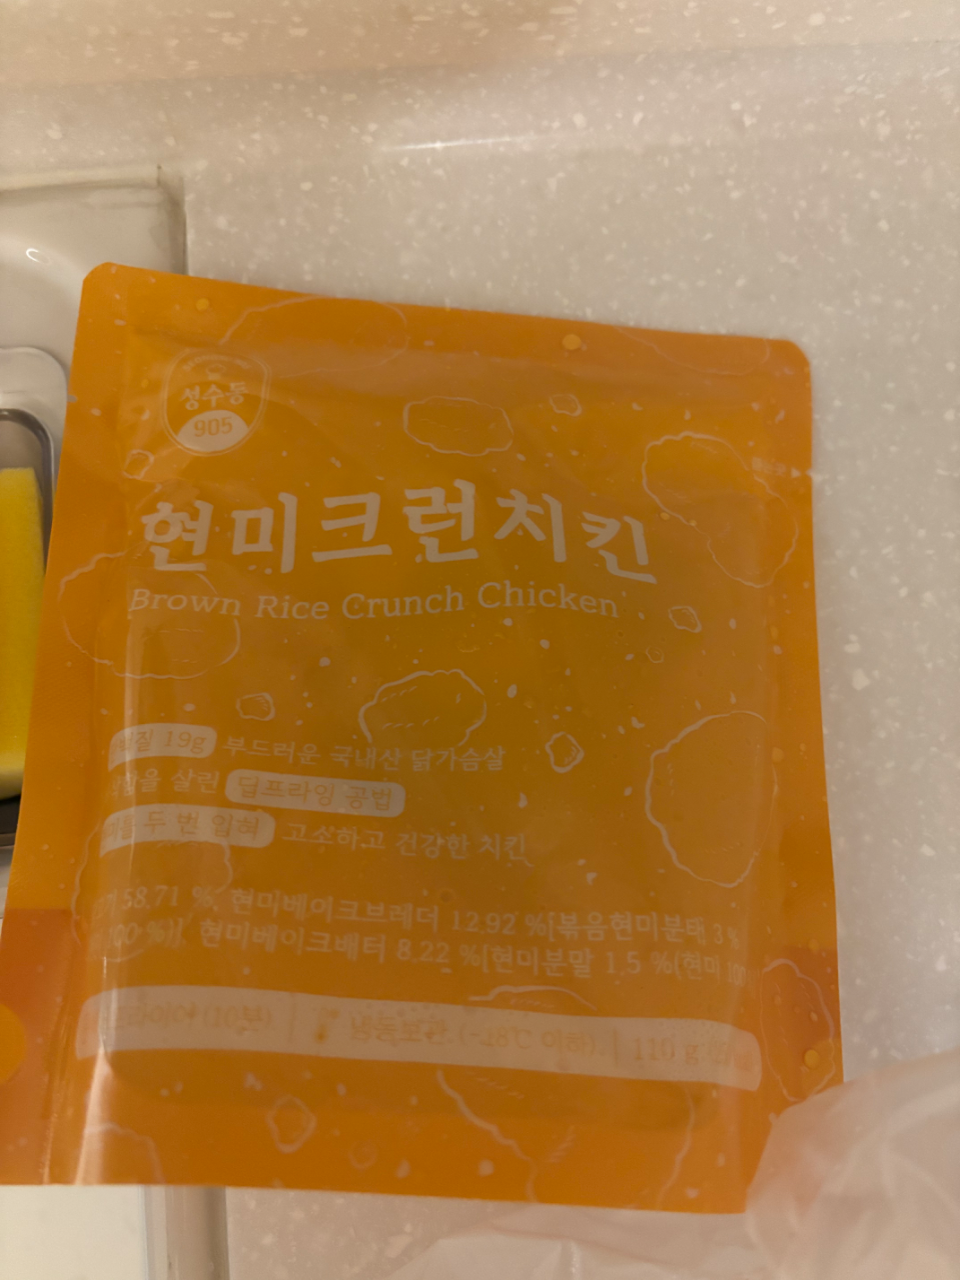 성수동
905
현미크런치킨
Brown Rice Crunch Chicken
19g 부드러운 국내산 닭가슴살
살린 딥프라잉 공법
두 번 입혀 고소하고 건강한 치킨
58.71 %, 현미베이크브레더 12.92 %[볶음현미분태 3%
100 %)], 현미베이크배터 8.22 %[현미분말 1.5 %(현미
(10분) 냉동보관 (-18℃ 이하) 110 g